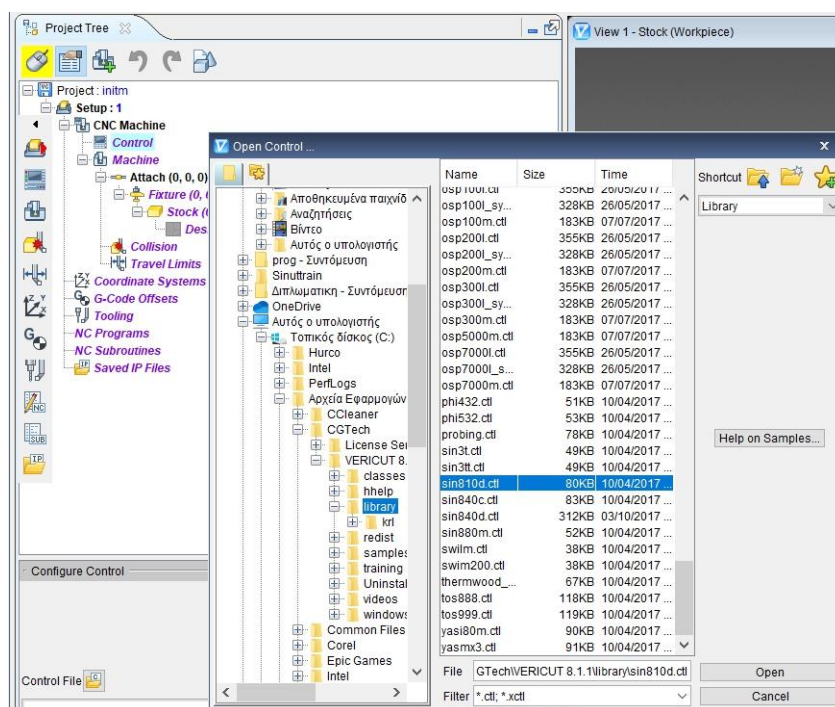 Project Tree
View 1 - Stock (Workpiece)
Project : initm
Setup : 1
CNC Machine
Control
Machine
Attach (0, 0, 0)
Fixture (0,
Stock (
Des
Collision
Travel Limits
Coordinate Systems
G-Code Offsets
Tooling
NC Programs
NC Subroutines
Saved IP Files
Configure Control
Control File
Open Control ...
Αποθηκευμένα παιχνίδ
Αναζητήσεις
Βίντεο
Αυτός ο υπολογιστής
prog - Συντόμευση
Sinuttrain
Διπλωματικη - Συντόμευση
OneDrive
Αυτός ο υπολογιστής
Τοπικός δίσκος (C:)
Hurco
Intel
PerfLogs
Αρχεία Εφαρμογών
CCleaner
CGTech
License Ser
VERICUT 8.
classes
hhelp
library
krl
redist
samples
training
Uninstal
videos
windows
Common Files
Corel
Epic Games
Intel
Name Size Time
osp100l.ctl 355KB 26/05/2017 ...
osp100l_sy... 328KB 26/05/2017 ...
osp100m.ctl 183KB 07/07/2017 ...
osp200l.ctl 355KB 26/05/2017 ...
osp200l_sy... 328KB 26/05/2017 ...
osp200m.ctl 183KB 07/07/2017 ...
osp300l.ctl 355KB 26/05/2017 ...
osp300l_sy... 328KB 26/05/2017 ...
osp300m.ctl 183KB 07/07/2017 ...
osp5000m.ctl 183KB 07/07/2017 ...
osp7000l.ctl 355KB 26/05/2017 ...
osp7000l_s... 328KB 26/05/2017 ...
osp7000m.ctl 183KB 07/07/2017 ...
phi432.ctl 51KB 10/04/2017 ...
phi532.ctl 53KB 10/04/2017 ...
probing.ctl 78KB 10/04/2017 ...
sin3t.ctl 49KB 10/04/2017 ...
sin3tt.ctl 49KB 10/04/2017 ...
sin810d.ctl 80KB 10/04/2017 ...
sin840c.ctl 83KB 10/04/2017 ...
sin840d.ctl 312KB 03/10/2017 ...
sin880m.ctl 52KB 10/04/2017 ...
swilm.ctl 38KB 10/04/2017 ...
swim200.ctl 38KB 10/04/2017 ...
thermwood_... 67KB 10/04/2017 ...
tos888.ctl 118KB 10/04/2017 ...
tos999.ctl 119KB 10/04/2017 ...
yasi80m.ctl 90KB 10/04/2017 ...
yasmx3.ctl 91KB 10/04/2017 ...
File GTech\VERICUT 8.1.1\library\sin810d.ctl
Filter *.ctl; *.xctl
Shortcut
Library
Help on Samples...
Open
Cancel